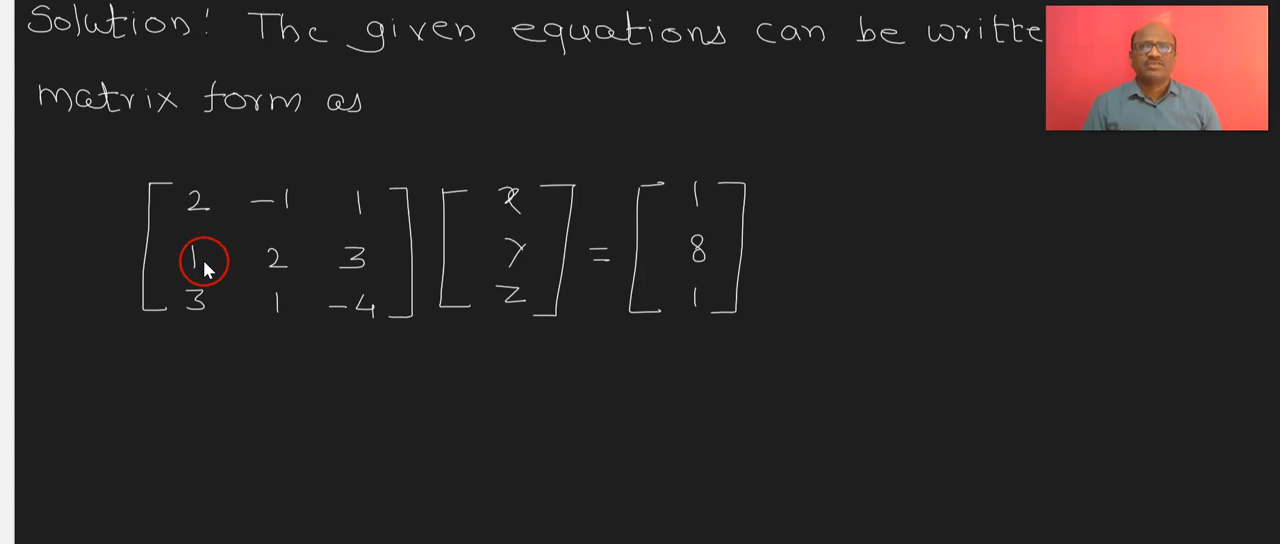 Solution: The given equations can be writte
matrix form as
[ 2 -1 1 ] [ x ] = [ 1 ]
[ 1 2 3 ] [ y ] = [ 8 ]
[ 3 1 -4 ] [ z ] = [ 1 ]